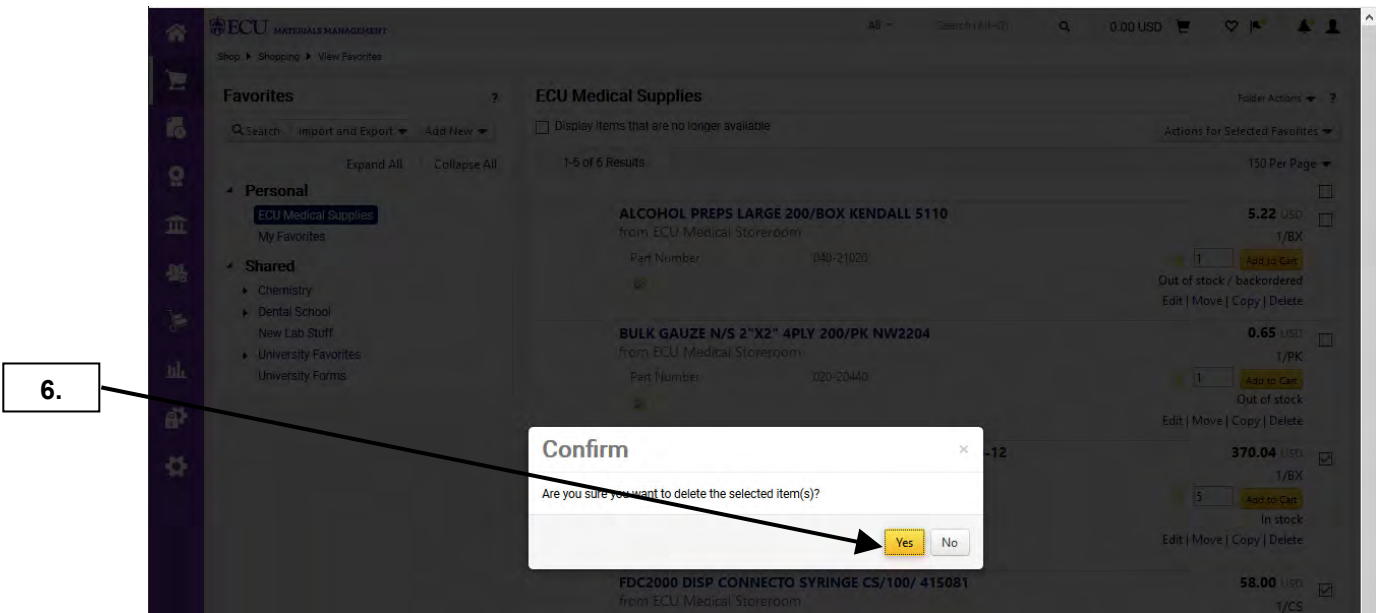 ECU MATERIALS MANAGEMENT
All
Search (Alt+Q)
0.00 USD
Shop Shopping View Favorites
Favorites ?
Search Import and Export Add New
Expand All Collapse All
Personal
ECU Medical Supplies
My Favorites
Shared
Chemistry
Dental School
New Lab Stuff
University Favorites
University Forms
ECU Medical Supplies
Folder Actions ?
Display items that are no longer available
Actions for Selected Favorites
1-6 of 6 Results
150 Per Page
ALCOHOL PREPS LARGE 200/BOX KENDALL 5110
from ECU Medical Storeroom
Part Number 040-21020
5.22 USD
1/BX
1 Add to Cart
Out of stock / backordered
Edit | Move | Copy | Delete
BULK GAUZE N/S 2"X2" 4PLY 200/PK NW2204
from ECU Medical Storeroom
Part Number 020-20440
0.65 USD
1/PK
1 Add to Cart
Out of stock
Edit | Move | Copy | Delete
6.
Confirm ×
Are you sure you want to delete the selected item(s)?
Yes No
-12
370.04 USD
1/BX
5 Add to Cart
In stock
Edit | Move | Copy | Delete
FDC2000 DISP CONNECTO SYRINGE CS/100/ 415081
from ECU Medical Storeroom
58.00 USD
1/CS